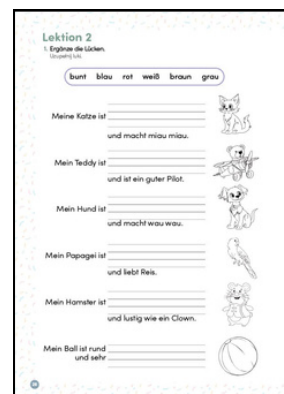 Lektion 2
1. Ergänze die Lücken.
Uzupełnij luki.
bunt blau rot weiß braun grau
Meine Katze ist
und macht miau miau.
Mein Teddy ist
und ist ein guter Pilot.
Mein Hund ist
und macht wau wau.
Mein Papagei ist
und liebt Reis.
Mein Hamster ist
und lustig wie ein Clown.
Mein Ball ist rund
und sehr